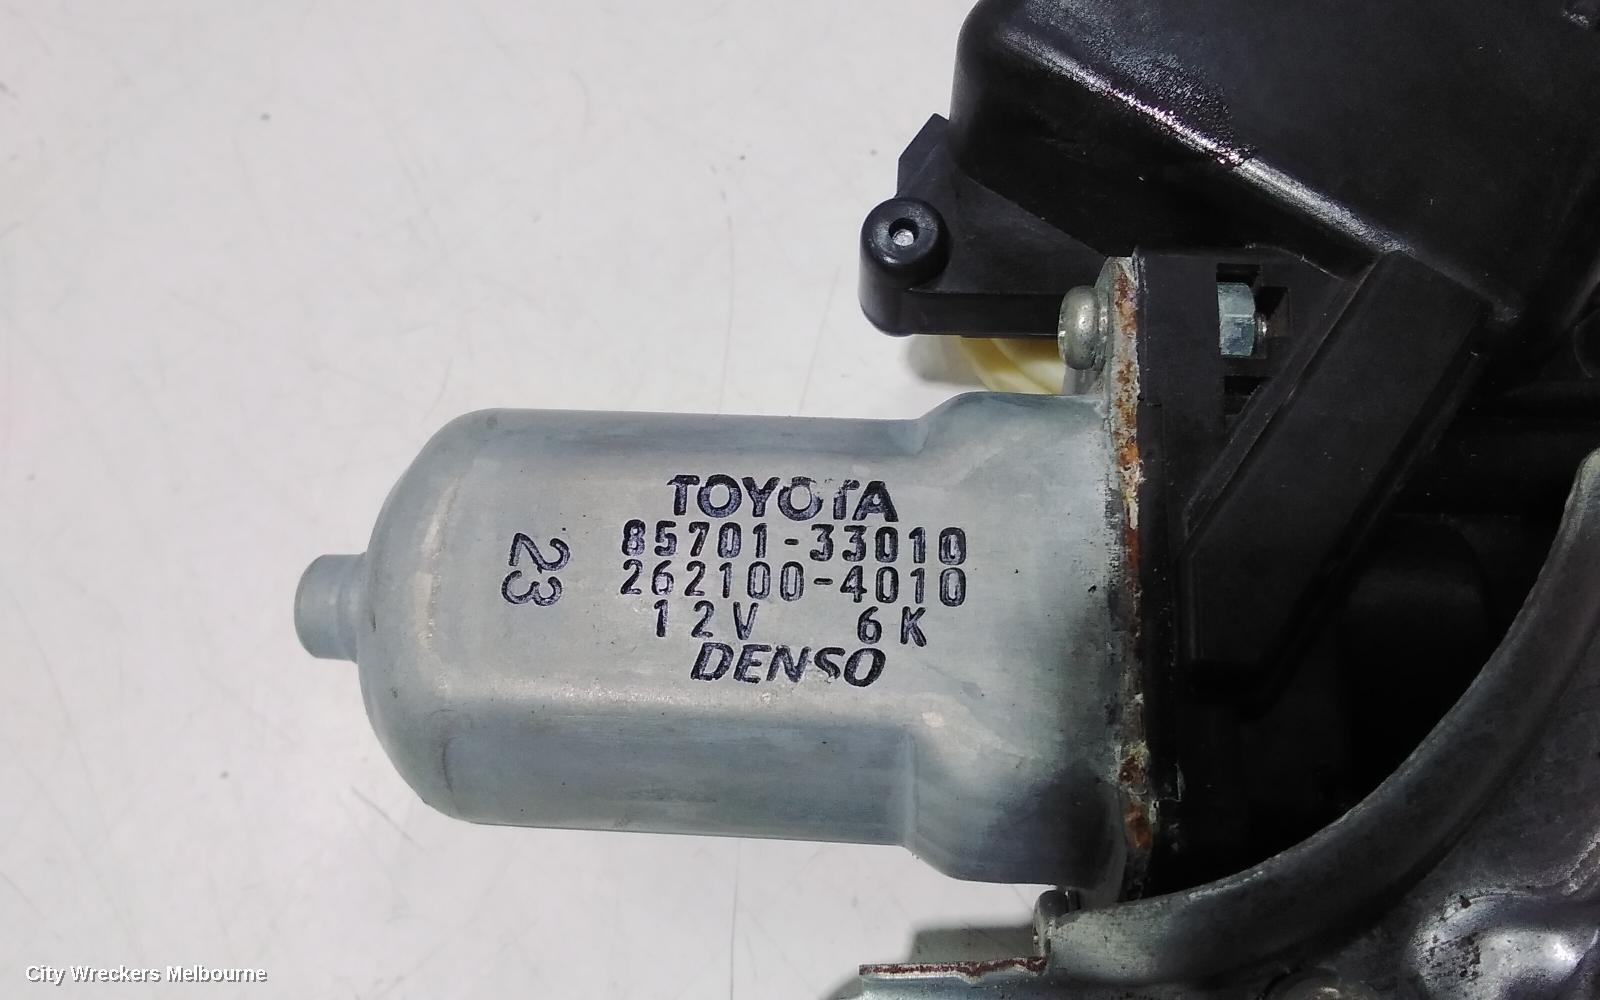 TOYOTA
85701-33010
262100-4010
12V 6K
DENSO
23
City Wreckers Melbourne